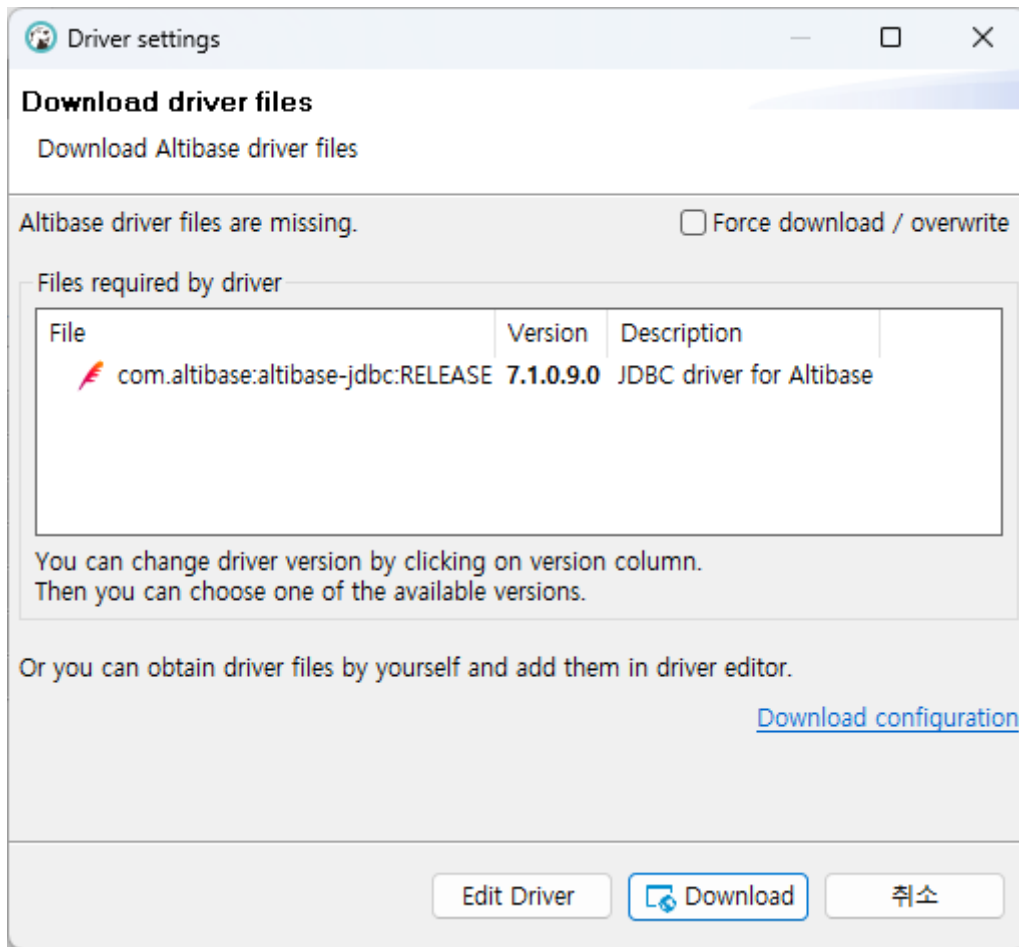 Driver settings
Download driver files
Download Altibase driver files
Altibase driver files are missing.
Force download / overwrite
Files required by driver
File Version Description
com.altibase:altibase-jdbc:RELEASE 7.1.0.9.0 JDBC driver for Altibase
You can change driver version by clicking on version column.
Then you can choose one of the available versions.
Or you can obtain driver files by yourself and add them in driver editor.
Download configuration
Edit Driver
Download
취소